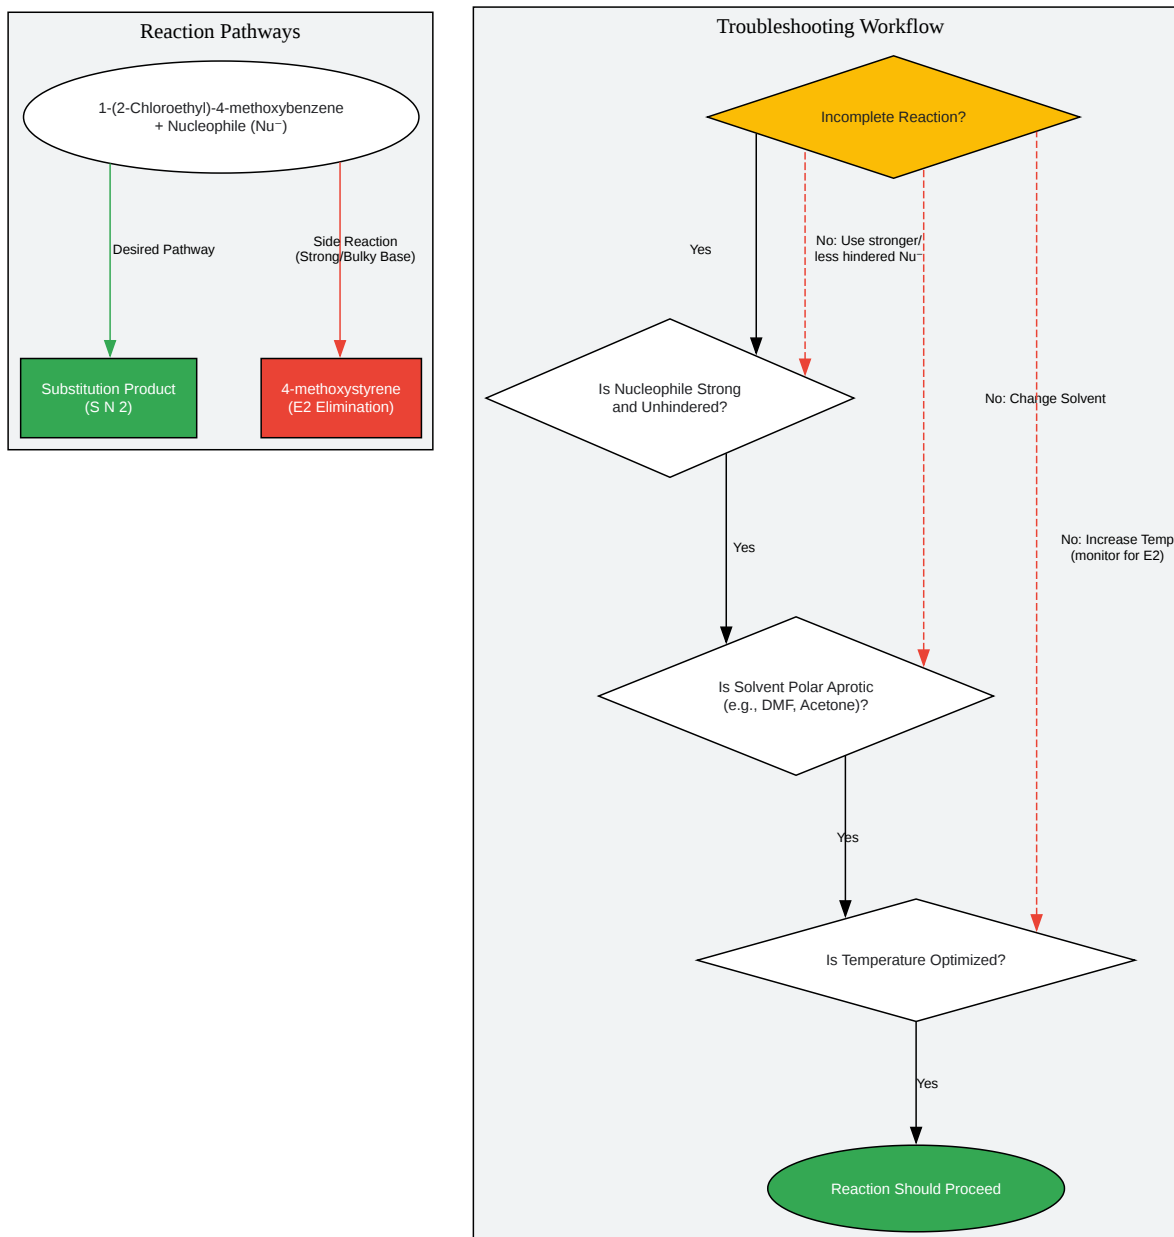 Reaction Pathways
1-(2-Chloroethyl)-4-methoxybenzene
+ Nucleophile (Nu⁻)
Desired Pathway
Side Reaction
(Strong/Bulky Base)
Substitution Product
(S N 2)
4-methoxystyrene
(E2 Elimination)
Troubleshooting Workflow
Incomplete Reaction?
Yes
No: Use stronger/
less hindered Nu⁻
Is Nucleophile Strong
and Unhindered?
No: Change Solvent
Yes
No: Increase Temp
(monitor for E2)
Is Solvent Polar Aprotic
(e.g., DMF, Acetone)?
Yes
Is Temperature Optimized?
Yes
Reaction Should Proceed